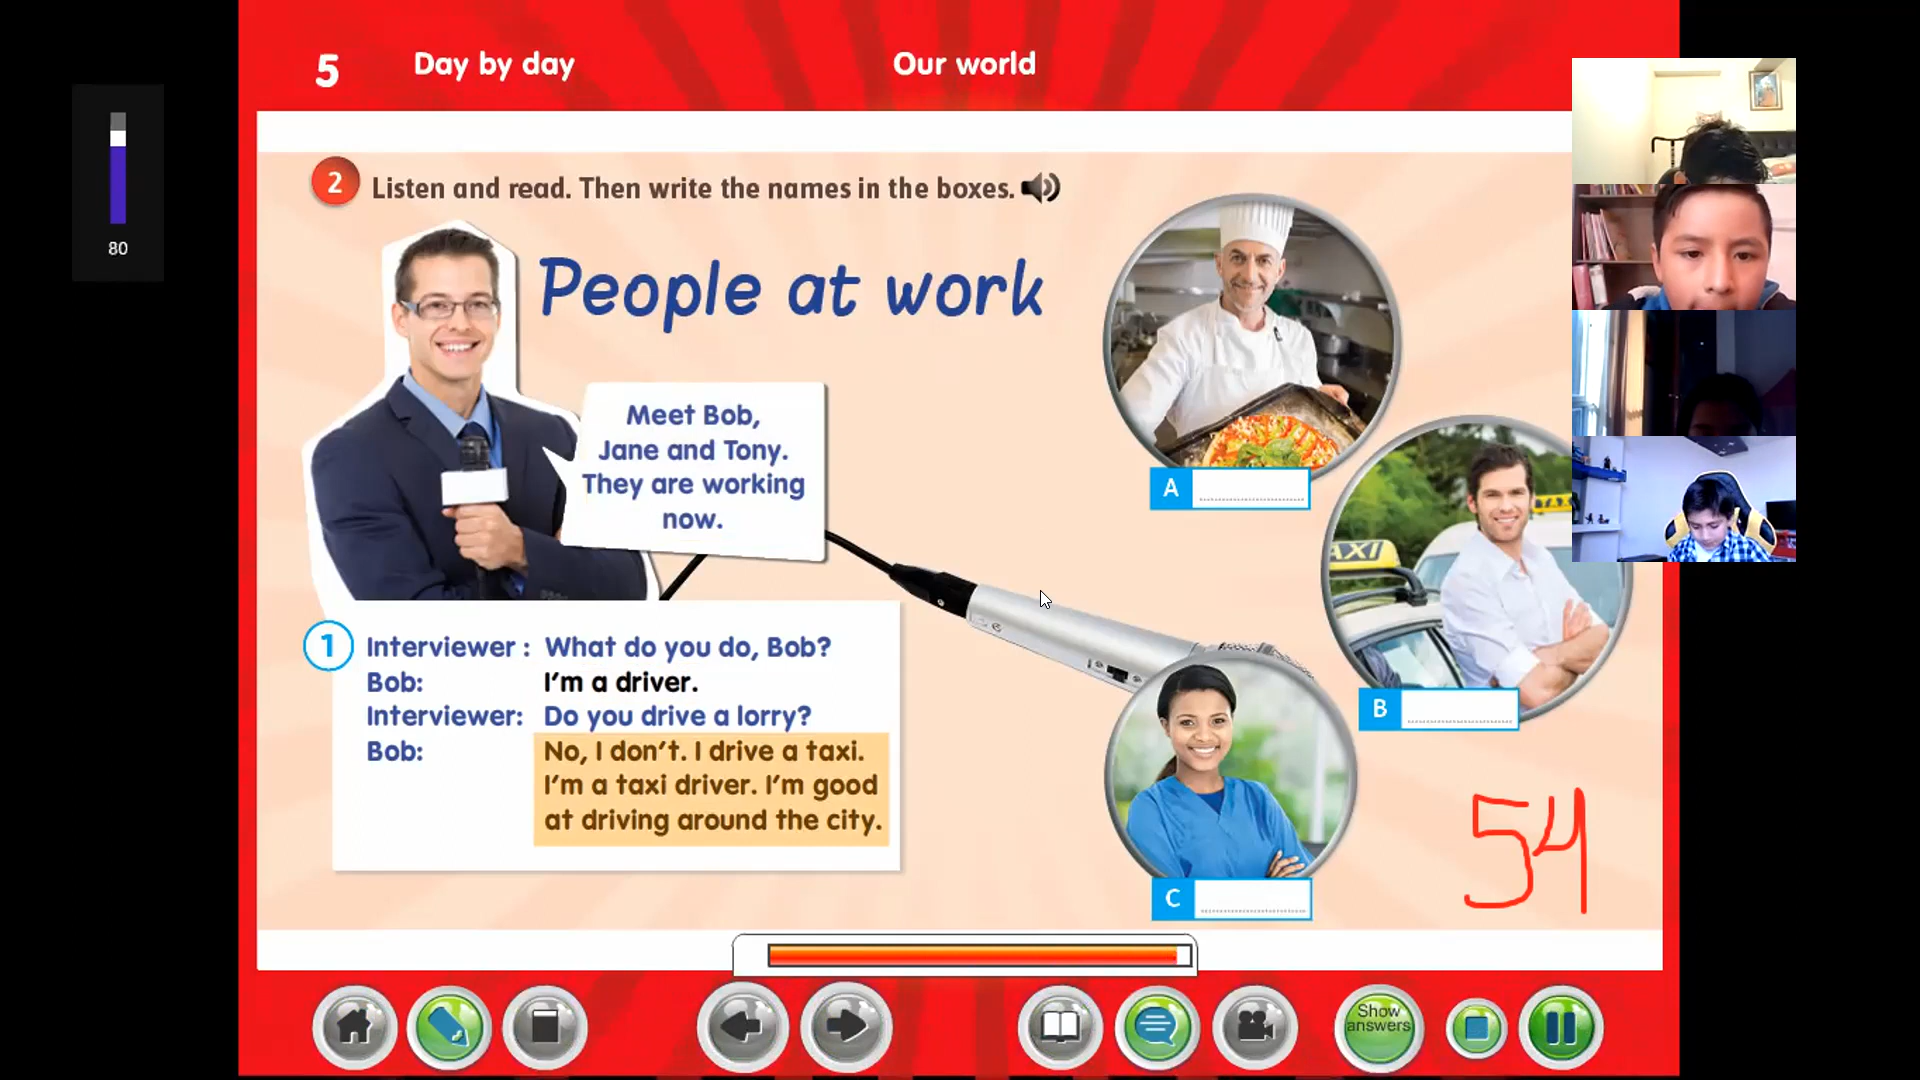 5 Day by day Our world
80
2 Listen and read. Then write the names in the boxes.
People at work
Meet Bob,
Jane and Tony.
They are working
now.
A
AXI
TAXI
B
1 Interviewer : What do you do, Bob?
Bob: I'm a driver.
Interviewer: Do you drive a lorry?
Bob: No, I don't. I drive a taxi.
I'm a taxi driver. I'm good
at driving around the city.
C
54
Show
answers